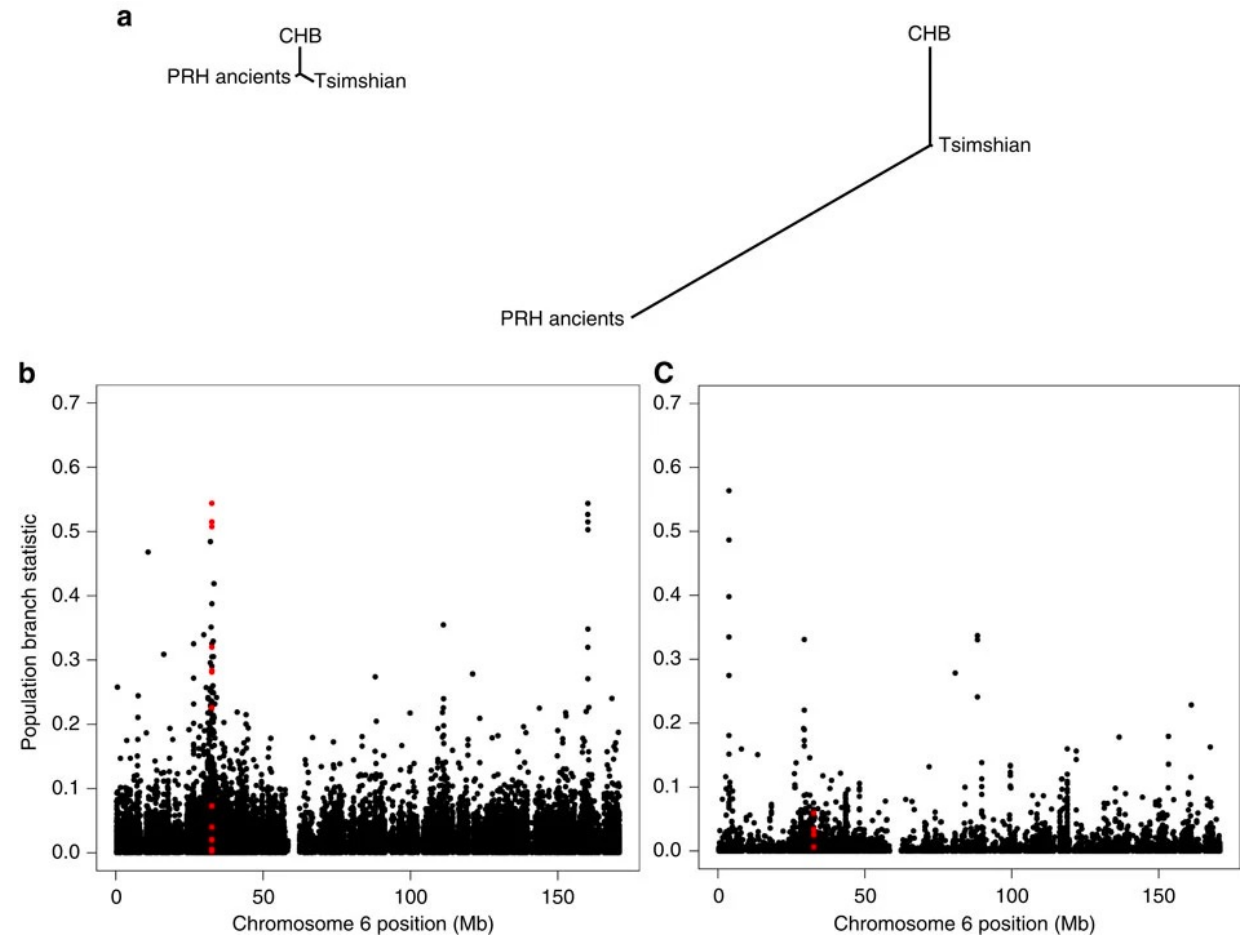 a
CHB
PRH ancients
Tsimshian
CHB
Tsimshian
PRH ancients
b
Population branch statistic
0.7
0.6
0.5
0.4
0.3
0.2
0.1
0.0
0 50 100 150
Chromosome 6 position (Mb)
C
0.7
0.6
0.5
0.4
0.3
0.2
0.1
0.0
0 50 100 150
Chromosome 6 position (Mb)